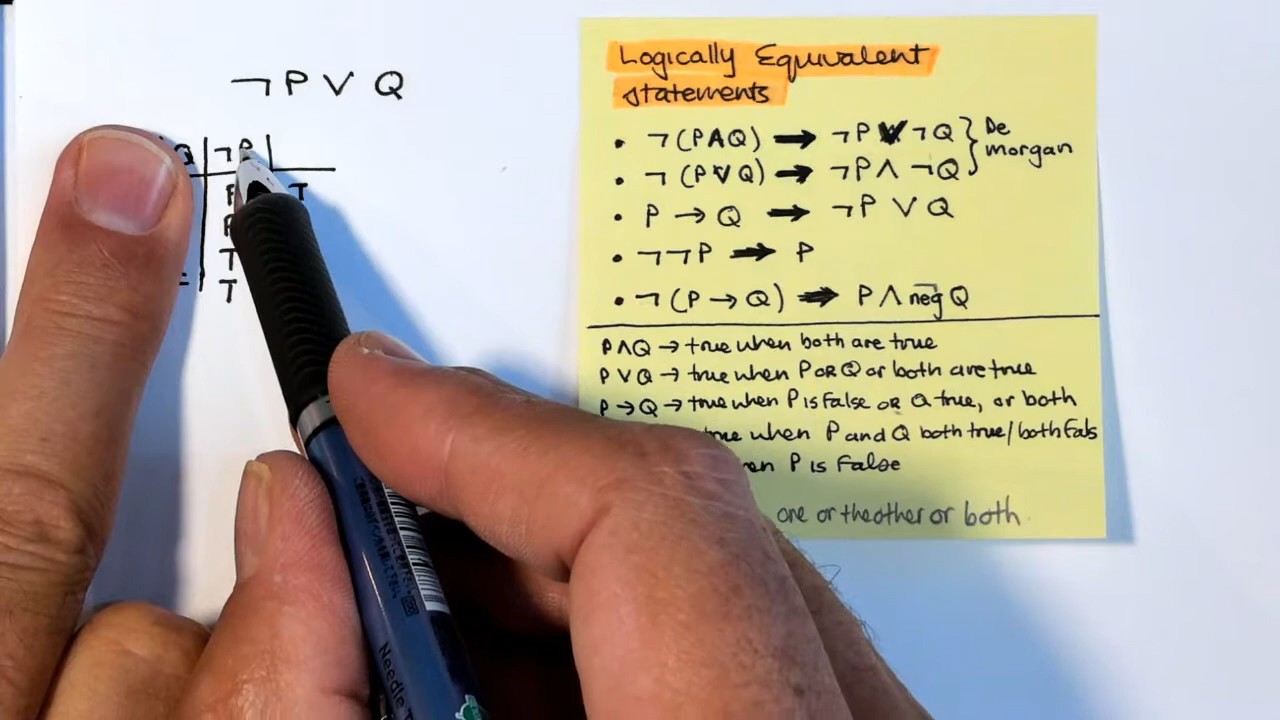 ¬ P ∨ Q
Q ¬P
F T
F
T
T
Logically Equivalent
statements
• ¬ (P ∧ Q) → ¬P ∨ ¬Q } De
morgan
• ¬ (P ∨ Q) → ¬P ∧ ¬Q
• P → Q → ¬P ∨ Q
• ¬¬P → P
• ¬ (P → Q) → P ∧ neg Q
P∧Q → true when both are true
P ∨ Q → true when P OR Q or both are true
P → Q → true when P is False OR Q true, or both
when P and Q both true/both Fals
P is False
one or the other or both
Needle